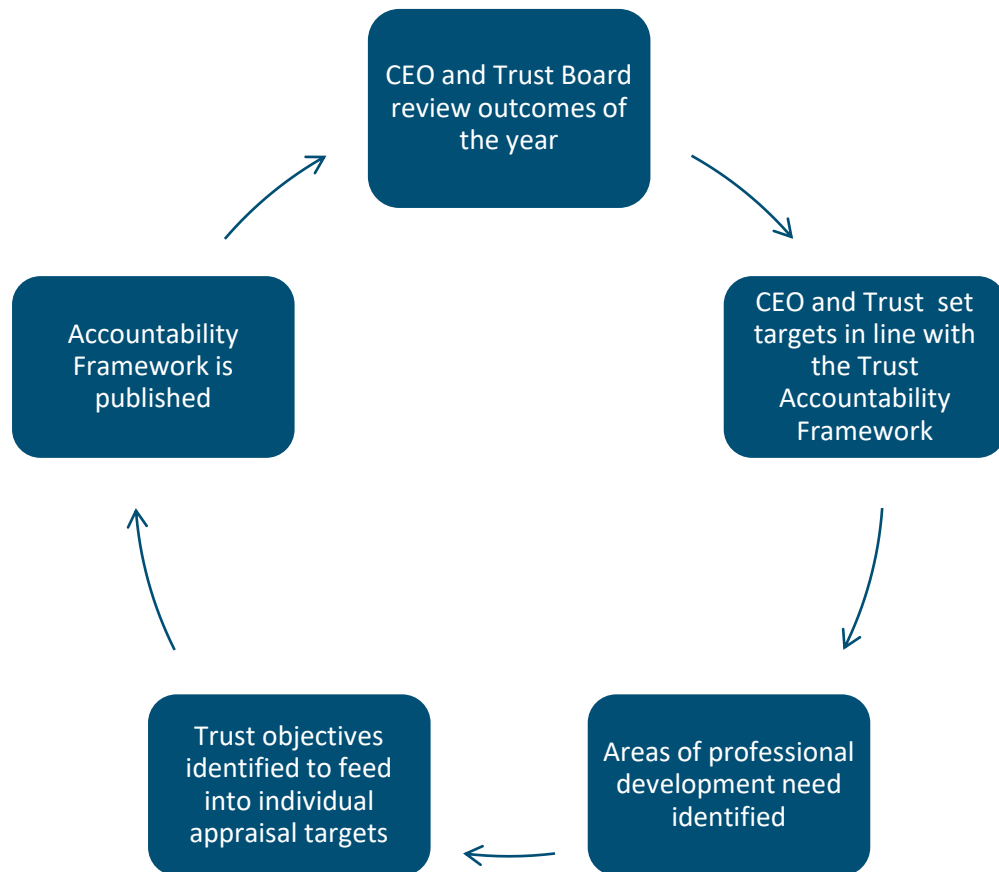 CEO and Trust Board
review outcomes of
the year
CEO and Trust  set
targets in line with
the Trust
Accountability
Framework
Areas of professional
development need
identified
Trust objectives
identified to feed
into individual
appraisal targets
Accountability
Framework is
published